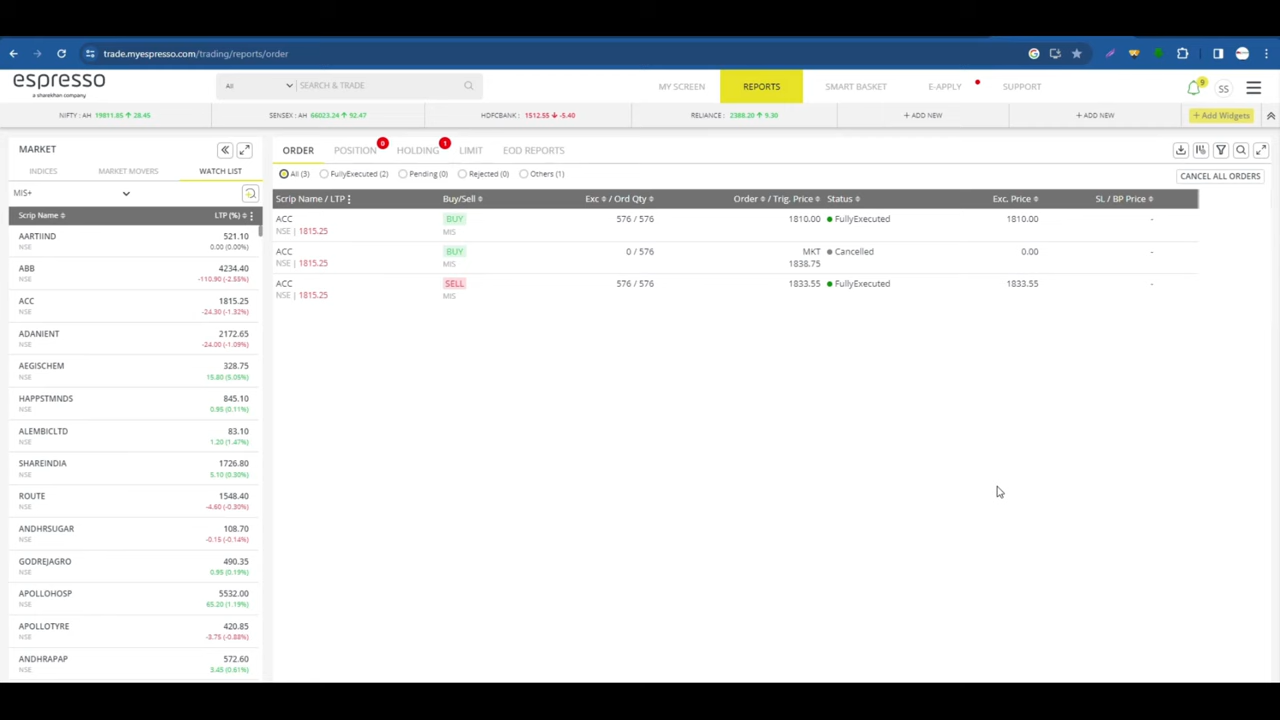 trade.myespresso.com/trading/reports/order
espresso
a sharekhan company
All
SEARCH & TRADE
MY SCREEN
REPORTS
SMART BASKET
E-APPLY
SUPPORT
9
SS
NIFTY : AH 19811.85 ↑ 28.45
SENSEX : AH 66023.24 ↑ 92.47
HDFCBANK : 1512.55 ↓ -5.40
RELIANCE : 2388.20 ↑ 9.30
+ ADD NEW
+ ADD NEW
+ Add Widgets
MARKET
INDICES
MARKET MOVERS
WATCH LIST
MIS+
Scrip Name
LTP (%)
AARTIIND 521.10
NSE 0.00 (0.00%)
ABB 4234.40
NSE -110.90 (-2.55%)
ACC 1815.25
NSE -24.30 (-1.32%)
ADANIENT 2172.65
NSE -24.00 (-1.09%)
AEGISCHEM 328.75
NSE 15.80 (5.05%)
HAPPSTMNDS 845.10
NSE 0.95 (0.11%)
ALEMBICLTD 83.10
NSE 1.20 (1.47%)
SHAREINDIA 1726.80
NSE 5.10 (0.30%)
ROUTE 1548.40
NSE -4.60 (-0.30%)
ANDHRSUGAR 108.70
NSE -0.15 (-0.14%)
GODREJAGRO 490.35
NSE 0.95 (0.19%)
APOLLOHOSP 5532.00
NSE 65.20 (1.19%)
APOLLOTYRE 420.85
NSE -3.75 (-0.88%)
ANDHRAPAP 572.60
NSE 3.45 (0.61%)
ORDER
POSITION 0
HOLDING 1
LIMIT
EOD REPORTS
All (3)
FullyExecuted (2)
Pending (0)
Rejected (0)
Others (1)
CANCEL ALL ORDERS
Scrip Name / LTP Buy/Sell Exc / Ord Qty Order / Trig. Price Status Exc. Price SL / BP Price
ACC BUY 576 / 576 1810.00 FullyExecuted 1810.00 -
NSE | 1815.25 MIS
ACC BUY 0 / 576 MKT Cancelled 0.00 -
NSE | 1815.25 MIS 1838.75
ACC SELL 576 / 576 1833.55 FullyExecuted 1833.55 -
NSE | 1815.25 MIS